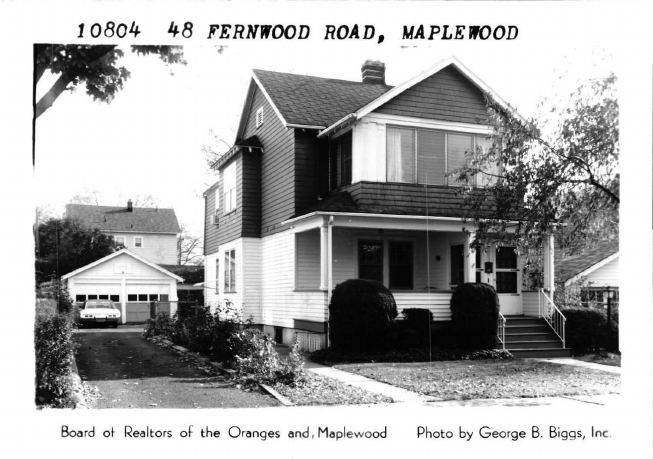 10804 48 FERNWOOD ROAD, MAPLEWOOD
Board of Realtors of the Oranges and, Maplewood Photo by George B. Biggs, Inc.